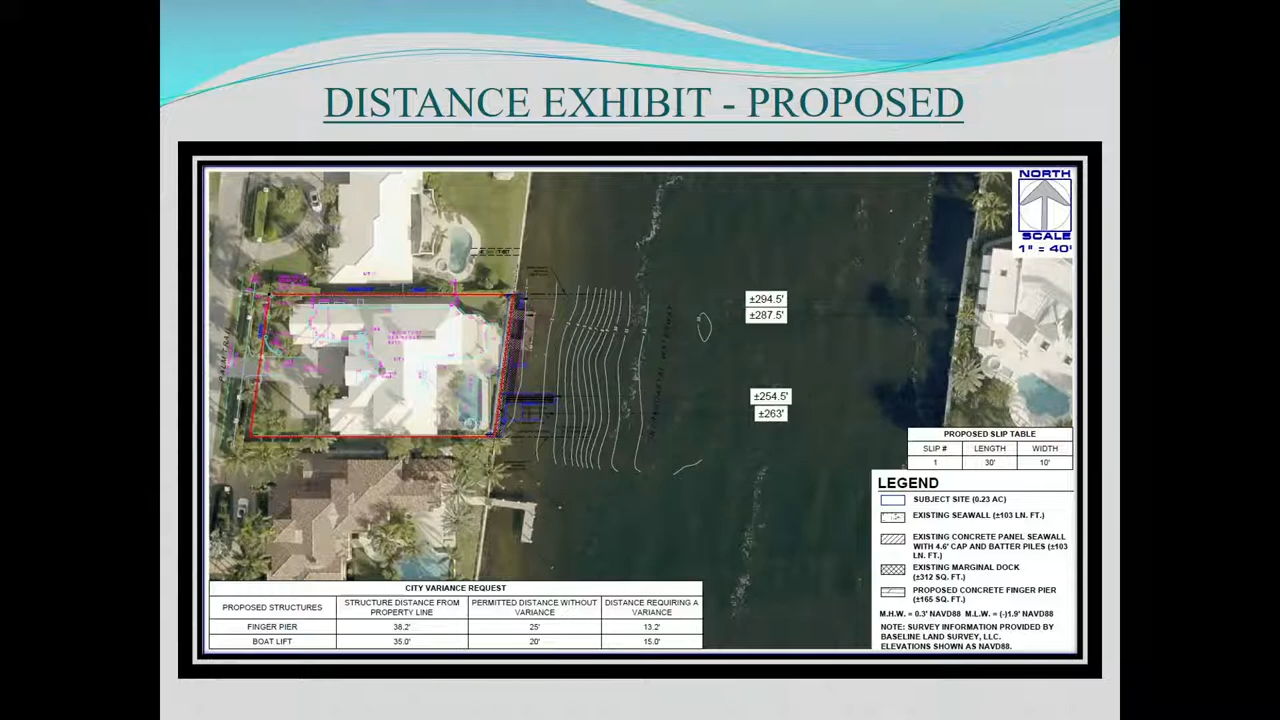 DISTANCE EXHIBIT - PROPOSED
NORTH
SCALE
1" = 40'
±294.5'
±287.5'
±254.5'
±263'
PROPOSED SLIP TABLE
SLIP # LENGTH WIDTH
1 30' 10'
LEGEND
SUBJECT SITE (0.23 AC)
EXISTING SEAWALL (±103 LN. FT.)
EXISTING CONCRETE PANEL SEAWALL
WITH 4.6' CAP AND BATTER PILES (±103
LN. FT.)
EXISTING MARGINAL DOCK
(±312 SQ. FT.)
PROPOSED CONCRETE FINGER PIER
(±165 SQ. FT.)
M.H.W. = 0.3' NAVD88 M.L.W. = (-)1.9' NAVD88
NOTE: SURVEY INFORMATION PROVIDED BY
BASELINE LAND SURVEY, LLC.
ELEVATIONS SHOWN AS NAVD88.
CITY VARIANCE REQUEST
PROPOSED STRUCTURES STRUCTURE DISTANCE FROM PROPERTY LINE PERMITTED DISTANCE WITHOUT VARIANCE DISTANCE REQUIRING A VARIANCE
FINGER PIER 38.2' 25' 13.2'
BOAT LIFT 35.0' 20' 15.0'